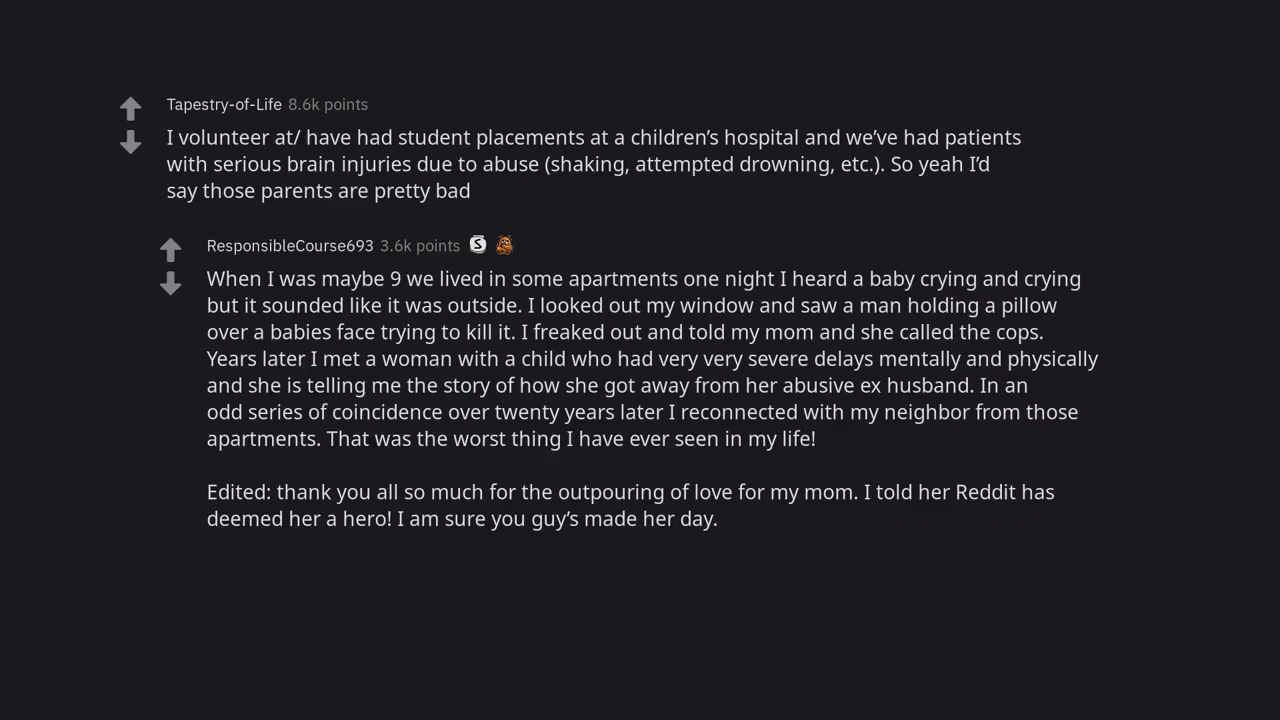 Tapestry-of-Life 8.6k points
I volunteer at/ have had student placements at a children’s hospital and we’ve had patients
with serious brain injuries due to abuse (shaking, attempted drowning, etc.). So yeah I’d
say those parents are pretty bad
ResponsibleCourse693 3.6k points S
When I was maybe 9 we lived in some apartments one night I heard a baby crying and crying
but it sounded like it was outside. I looked out my window and saw a man holding a pillow
over a babies face trying to kill it. I freaked out and told my mom and she called the cops.
Years later I met a woman with a child who had very very severe delays mentally and physically
and she is telling me the story of how she got away from her abusive ex husband. In an
odd series of coincidence over twenty years later I reconnected with my neighbor from those
apartments. That was the worst thing I have ever seen in my life!
Edited: thank you all so much for the outpouring of love for my mom. I told her Reddit has
deemed her a hero! I am sure you guy’s made her day.